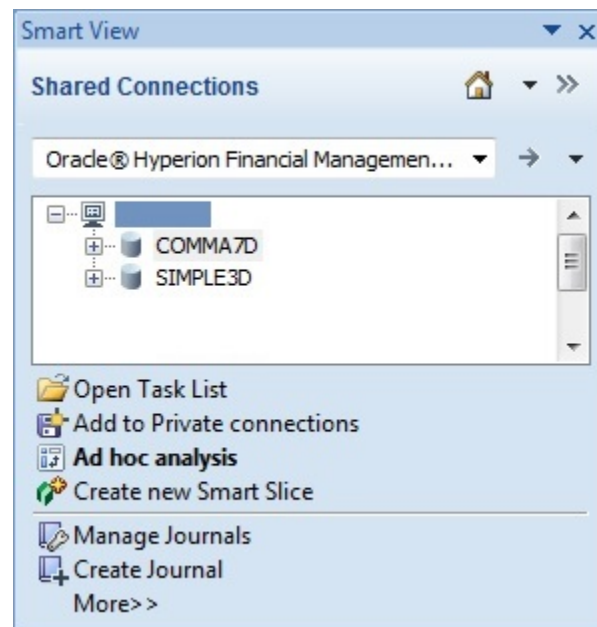 Smart View
Shared Connections
Oracle® Hyperion Financial Managemen...
COMMA7D
SIMPLE3D
Open Task List
Add to Private connections
Ad hoc analysis
Create new Smart Slice
Manage Journals
Create Journal
More>>